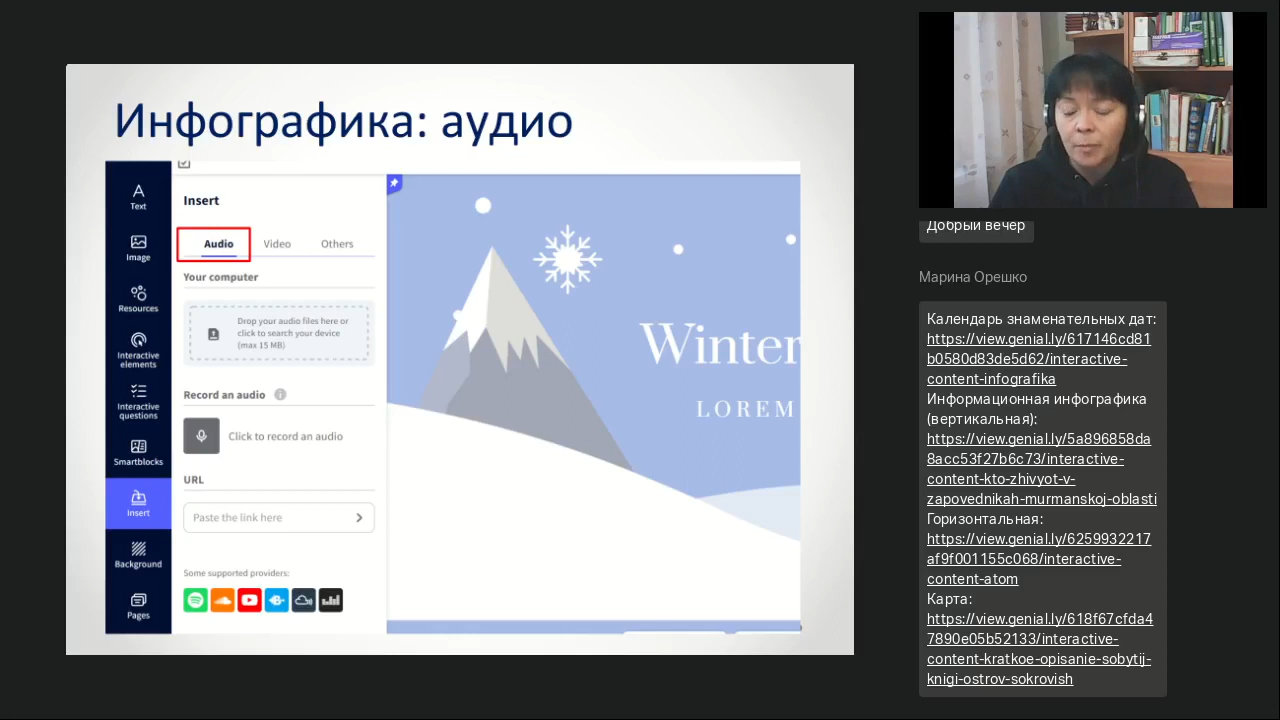 Инфографика: аудио
Text
Image
Resources
Interactive
elements
Interactive
questions
Smartblocks
Insert
Background
Pages
Insert
Audio
Video
Others
Your computer
Drop your audio files here or
click to search your device
(max 15 MB)
Record an audio
Click to record an audio
URL
Paste the link here
Some supported providers:
Winter
LOREM
Добрый вечер
Марина Орешко
Календарь знаменательных дат:
https://view.genial.ly/617146cd81
b0580d83de5d62/interactive-
content-infografika
Информационная инфографика
(вертикальная):
https://view.genial.ly/5a896858da
8acc53f27b6c73/interactive-
content-kto-zhivyot-v-
zapovednikah-murmanskoj-oblasti
Горизонтальная:
https://view.genial.ly/6259932217
af9f001155c068/interactive-
content-atom
Карта:
https://view.genial.ly/618f67cfda4
7890e05b52133/interactive-
content-kratkoe-opisanie-sobytij-
knigi-ostrov-sokrovish